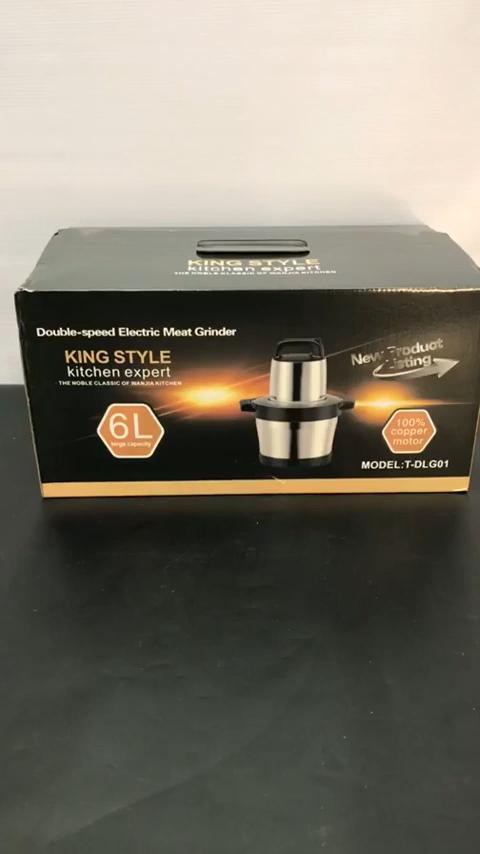 KING STYLE
kitchen expert
THE NOBLE CLASSIC OF WANJIA KITCHEN
Double-speed Electric Meat Grinder
KING STYLE
kitchen expert
THE NOBLE CLASSIC OF WANJIA KITCHEN
New Product
Listing
6L
large capacity
100%
copper
motor
MODEL:T-DLG01